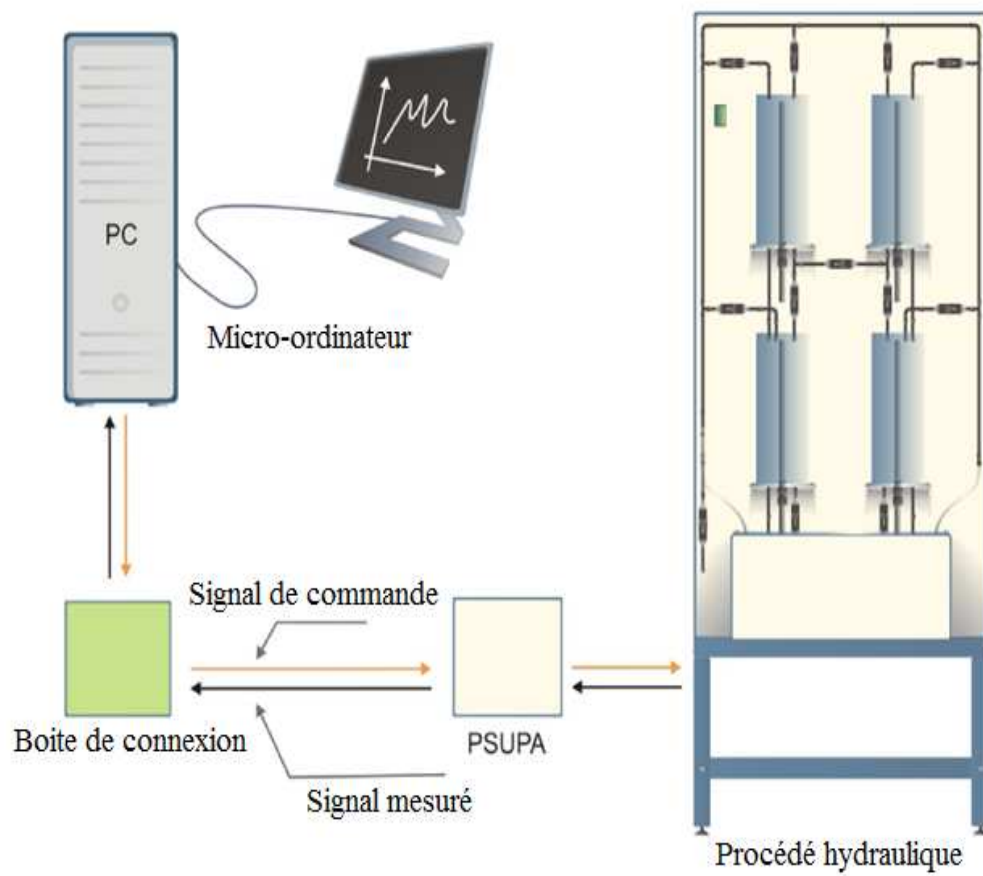 PC
Micro-ordinateur
Signal de commande
Boite de connexion
PSUPA
Signal mesuré
Procédé hydraulique